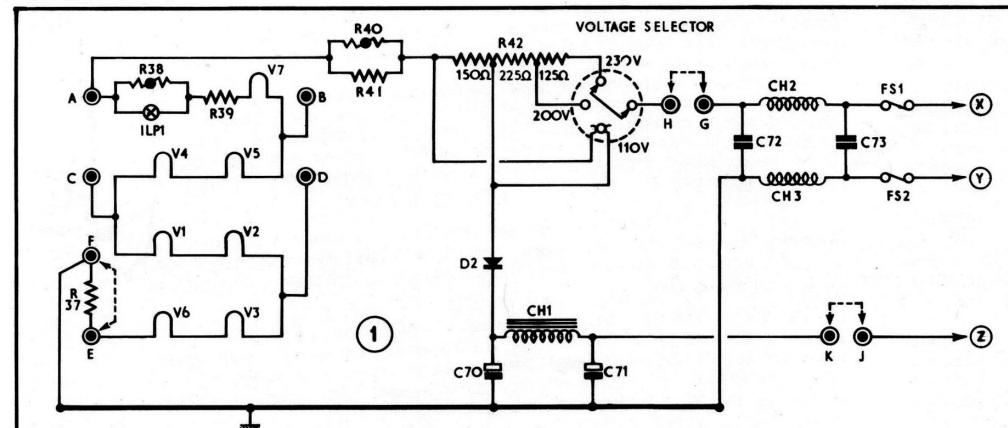 VOLTAGE SELECTOR
R40
R41
R42
150Ω 225Ω 125Ω
230V
200V
110V
H G
CH2
FS1
X
C72
C73
CH3
FS2
Y
R38
ILP1
R39
V7
A
B
C
V4
V5
D
V1
V2
F
R
37
E
V6
V3
1
D2
CH1
C70
C71
K J
Z